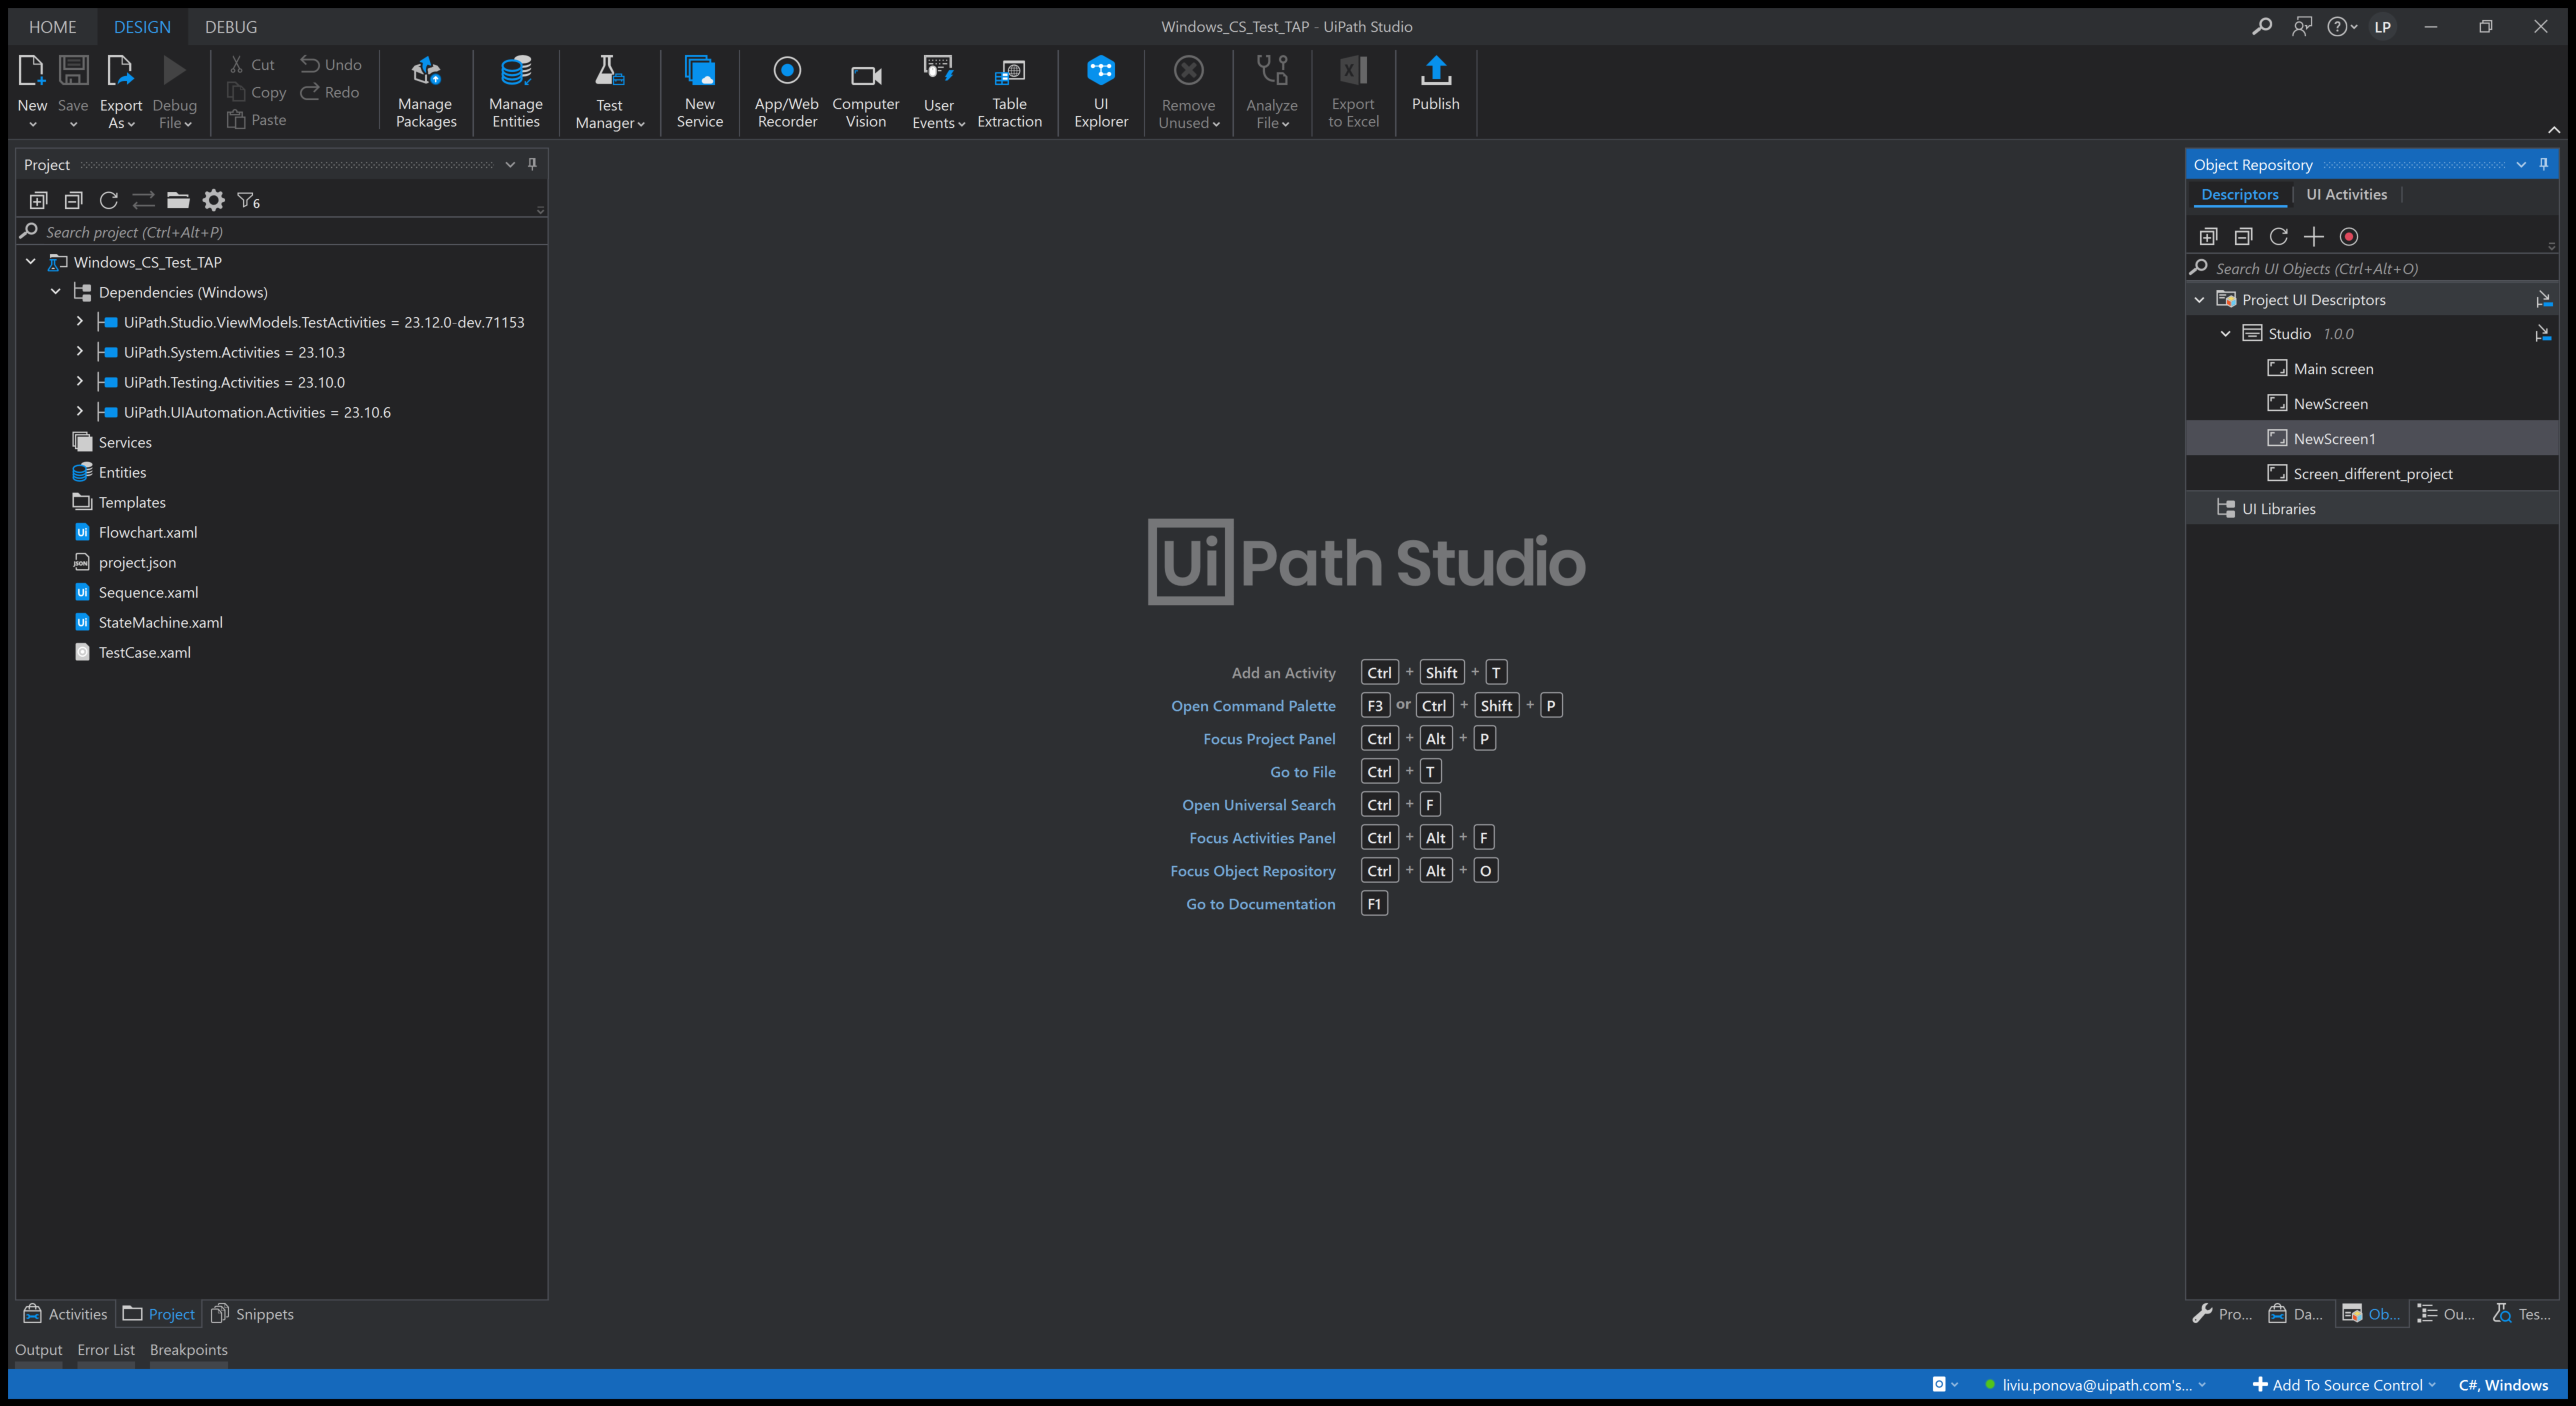 HOME DESIGN DEBUG Windows_CS_Test_TAP - UiPath Studio LP
New Save Export As Debug File
Cut Undo
Copy Redo
Paste
Manage Packages
Manage Entities
Test Manager
New Service
App/Web Recorder
Computer Vision
User Events
Table Extraction
UI Explorer
Remove Unused
Analyze File
Export to Excel
Publish
Project
6
Search project (Ctrl+Alt+P)
Windows_CS_Test_TAP
Dependencies (Windows)
UiPath.Studio.ViewModels.TestActivities = 23.12.0-dev.71153
UiPath.System.Activities = 23.10.3
UiPath.Testing.Activities = 23.10.0
UiPath.UIAutomation.Activities = 23.10.6
Services
Entities
Templates
Flowchart.xaml
project.json
Sequence.xaml
StateMachine.xaml
TestCase.xaml
UiPath Studio
Add an Activity Ctrl + Shift + T
Open Command Palette F3 or Ctrl + Shift + P
Focus Project Panel Ctrl + Alt + P
Go to File Ctrl + T
Open Universal Search Ctrl + F
Focus Activities Panel Ctrl + Alt + F
Focus Object Repository Ctrl + Alt + O
Go to Documentation F1
Object Repository
Descriptors UI Activities
Search UI Objects (Ctrl+Alt+O)
Project UI Descriptors
Studio 1.0.0
Main screen
NewScreen
NewScreen1
Screen_different_project
UI Libraries
Activities Project Snippets
Pro... Da... Ob... Ou... Tes...
Output Error List Breakpoints
liviu.ponova@uipath.com's... Add To Source Control C#, Windows